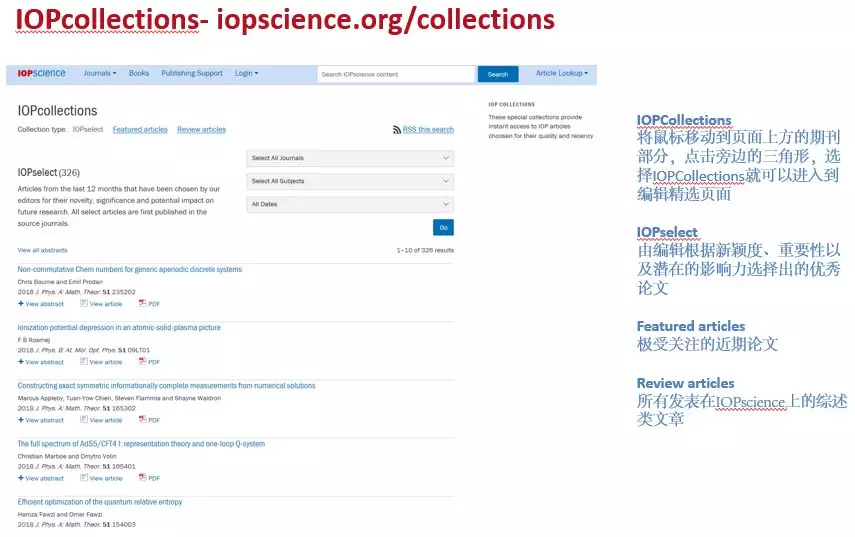 IOPcollections- iopscience.org/collections
IOPscience Journals Books Publishing Support Login Search IOPscience content Search Article Lookup
IOPcollections
Collection type: IOPselect Featured articles Review articles
RSS this search
Select All Journals
IOPselect (326)
Select All Subjects
Articles from the last 12 months that have been chosen by our
editors for their novelty, significance and potential impact on
future research. All select articles are first published in the
source journals.
All Dates
Go
View all abstracts
1–10 of 326 results
Non-commutative Chern numbers for generic aperiodic discrete systems
Chris Bourne and Emil Prodan
2018 J. Phys. A: Math. Theor. 51 235202
View abstract View article PDF
Ionization potential depression in an atomic-solid-plasma picture
F B Rosmej
2018 J. Phys. B: At. Mol. Opt. Phys. 51 09LT01
View abstract View article PDF
Constructing exact symmetric informationally complete measurements from numerical solutions
Marcus Appleby, Tuan-Yow Chien, Steven Flammia and Shayne Waldron
2018 J. Phys. A: Math. Theor. 51 165302
View abstract View article PDF
The full spectrum of AdS5/CFT4 I: representation theory and one-loop Q-system
Christian Marboe and Dmytro Volin
2018 J. Phys. A: Math. Theor. 51 165401
View abstract View article PDF
Efficient optimization of the quantum relative entropy
Hamza Fawzi and Omar Fawzi
2018 J. Phys. A: Math. Theor. 51 154003
IOP COLLECTIONS
These special collections provide
instant access to IOP articles
choosen for their quality and recency
IOPCollections
将鼠标移动到页面上方的期刊
部分，点击旁边的三角形，选
择IOPCollections就可以进入到
编辑精选页面
IOPselect
由编辑根据新颖度、重要性以
及潜在的影响力选择出的优秀
论文
Featured articles
极受关注的近期论文
Review articles
所有发表在IOPscience上的综述
类文章